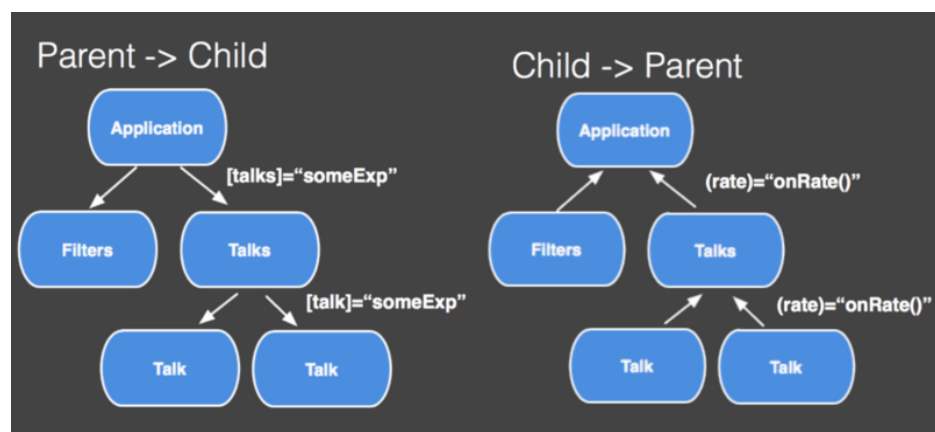 Parent -> Child
Application
[talks]=“someExp”
Filters
Talks
[talk]=“someExp”
Talk
Talk
Child -> Parent
Application
(rate)=“onRate()”
Filters
Talks
(rate)=“onRate()”
Talk
Talk